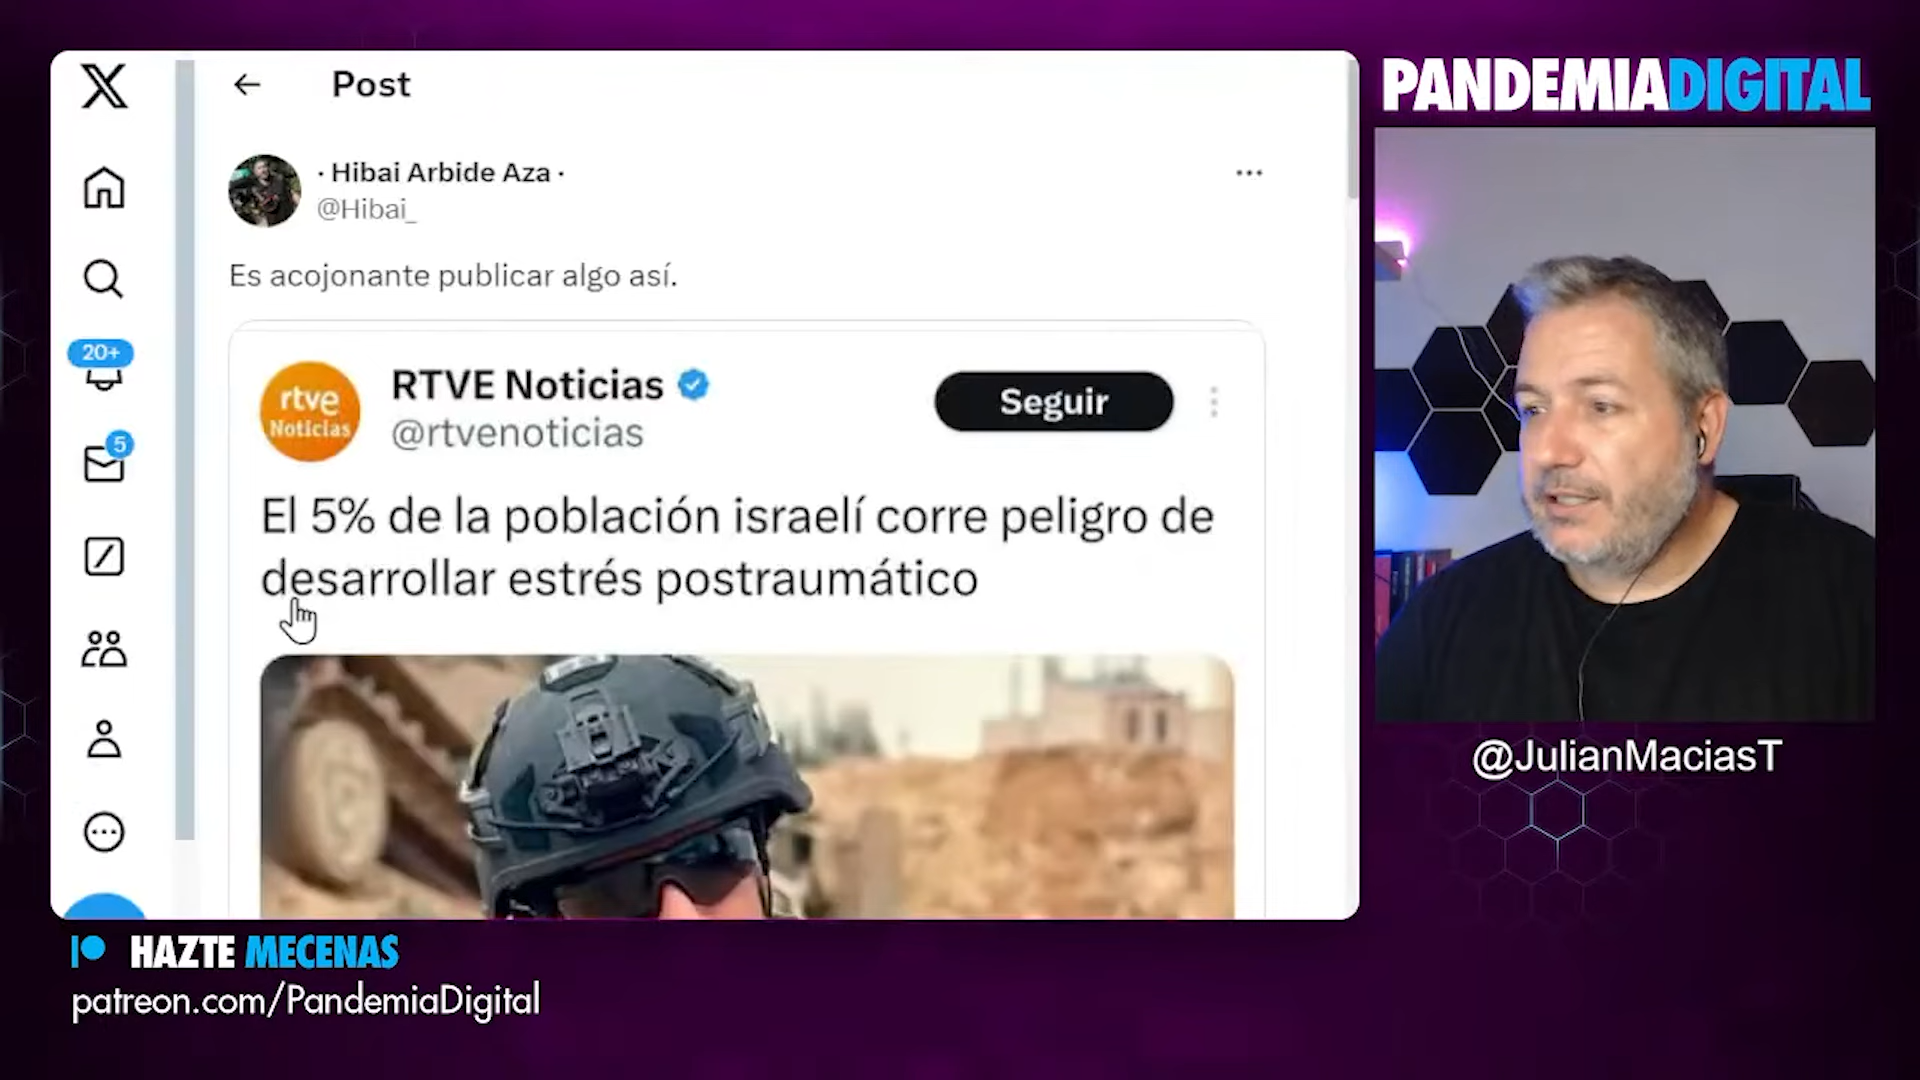 Post
PANDEMIADIGITAL
· Hibai Arbide Aza ·
@Hibai_
Es acojonante publicar algo así.
20+
5
rtve
Noticias
RTVE Noticias
@rtvenoticias
Seguir
El 5% de la población israelí corre peligro de
desarrollar estrés postraumático
@JulianMaciasT
HAZTE MECENAS
patreon.com/PandemiaDigital